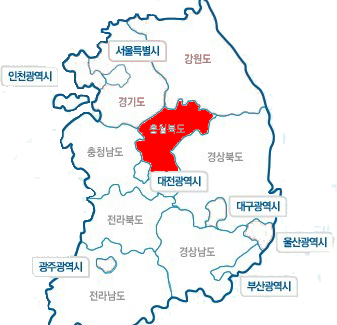 서울특별시
강원도
인천광역시
경기도
충청북도
충청남도
경상북도
대전광역시
대구광역시
전라북도
울산광역시
경상남도
광주광역시
부산광역시
전라남도